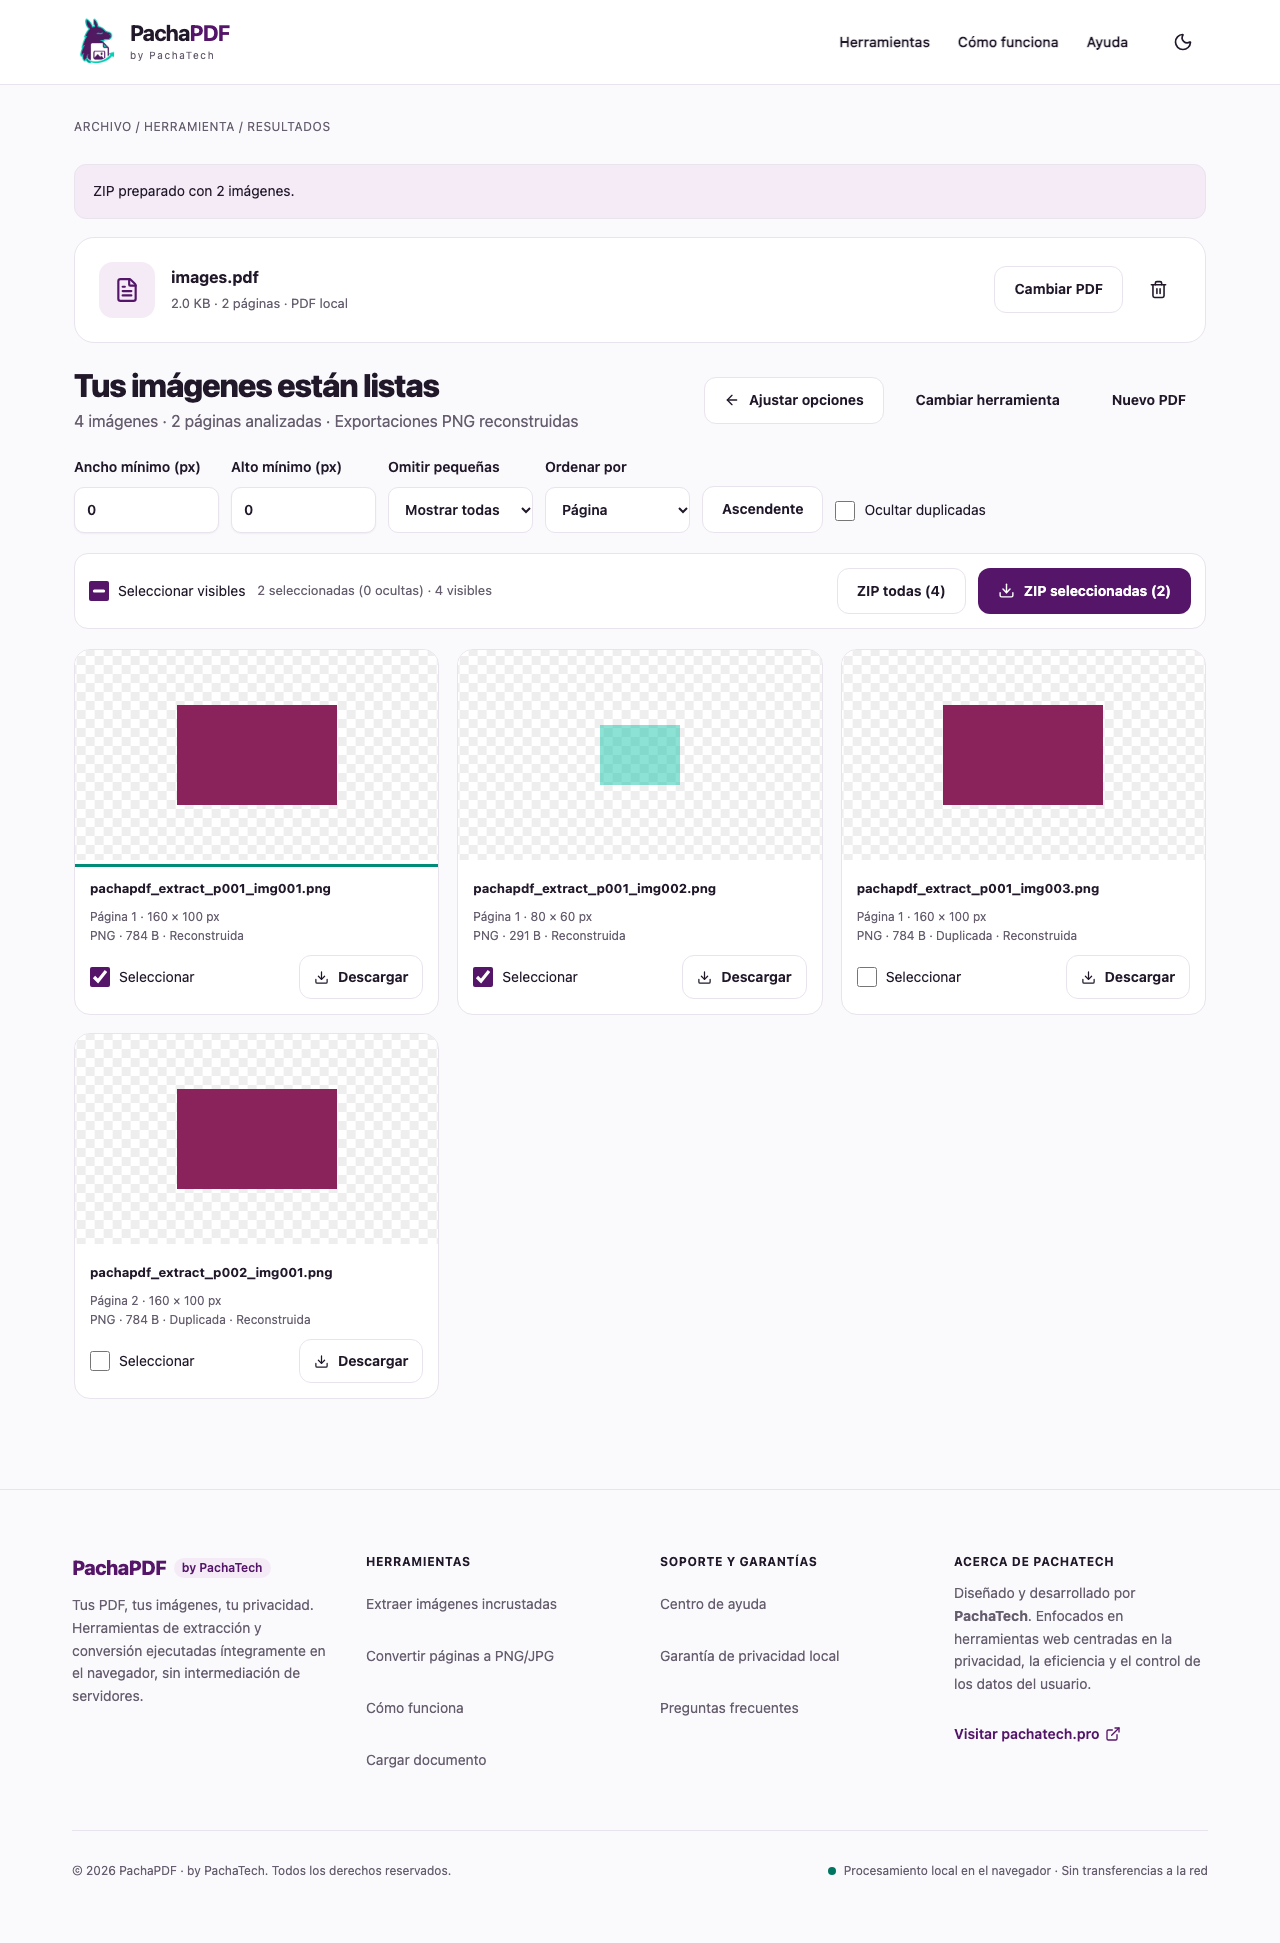 PachaPDF
by PachaTech
Herramientas
Cómo funciona
Ayuda
ARCHIVO / HERRAMIENTA / RESULTADOS
ZIP preparado con 2 imágenes.
images.pdf
2.0 KB · 2 páginas · PDF local
Cambiar PDF
Tus imágenes están listas
4 imágenes · 2 páginas analizadas · Exportaciones PNG reconstruidas
Ajustar opciones
Cambiar herramienta
Nuevo PDF
Ancho mínimo (px)
Alto mínimo (px)
Omitir pequeñas
Ordenar por
0
0
Mostrar todas
Página
Ascendente
Ocultar duplicadas
Seleccionar visibles
2 seleccionadas (0 ocultas) · 4 visibles
ZIP todas (4)
ZIP seleccionadas (2)
pachapdf_extract_p001_img001.png
Página 1 · 160 × 100 px
PNG · 784 B · Reconstruida
Seleccionar
Descargar
pachapdf_extract_p001_img002.png
Página 1 · 80 × 60 px
PNG · 291 B · Reconstruida
Seleccionar
Descargar
pachapdf_extract_p001_img003.png
Página 1 · 160 × 100 px
PNG · 784 B · Duplicada · Reconstruida
Seleccionar
Descargar
pachapdf_extract_p002_img001.png
Página 2 · 160 × 100 px
PNG · 784 B · Duplicada · Reconstruida
Seleccionar
Descargar
PachaPDF
by PachaTech
Tus PDF, tus imágenes, tu privacidad.
Herramientas de extracción y
conversión ejecutadas íntegramente en
el navegador, sin intermediación de
servidores.
HERRAMIENTAS
Extraer imágenes incrustadas
Convertir páginas a PNG/JPG
Cómo funciona
Cargar documento
SOPORTE Y GARANTÍAS
Centro de ayuda
Garantía de privacidad local
Preguntas frecuentes
ACERCA DE PACHATECH
Diseñado y desarrollado por
PachaTech. Enfocados en
herramientas web centradas en la
privacidad, la eficiencia y el control de
los datos del usuario.
Visitar pachatech.pro
© 2026 PachaPDF · by PachaTech. Todos los derechos reservados.
Procesamiento local en el navegador · Sin transferencias a la red